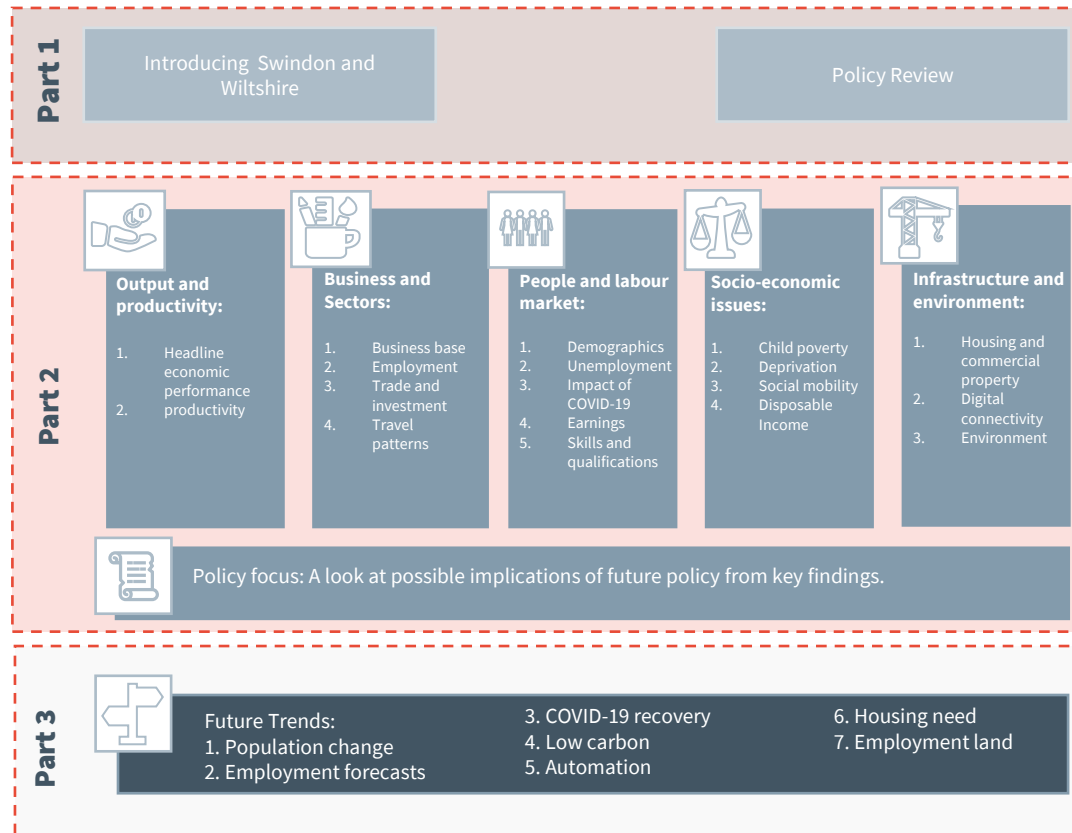 Part 1
Introducing Swindon and
Wiltshire
Policy Review
Part 2
Output and
productivity:
1. Headline
economic
performance
2. productivity
Business and
Sectors:
1. Business base
2. Employment
3. Trade and
investment
4. Travel
patterns
People and labour
market:
1. Demographics
2. Unemployment
3. Impact of
COVID-19
4. Earnings
5. Skills and
qualifications
Socio-economic
issues:
1. Child poverty
2. Deprivation
3. Social mobility
4. Disposable
Income
Infrastructure and
environment:
1. Housing and
commercial
property
2. Digital
connectivity
3. Environment
Policy focus: A look at possible implications of future policy from key findings.
Part 3
Future Trends:
1. Population change
2. Employment forecasts
3. COVID-19 recovery
4. Low carbon
5. Automation
6. Housing need
7. Employment land